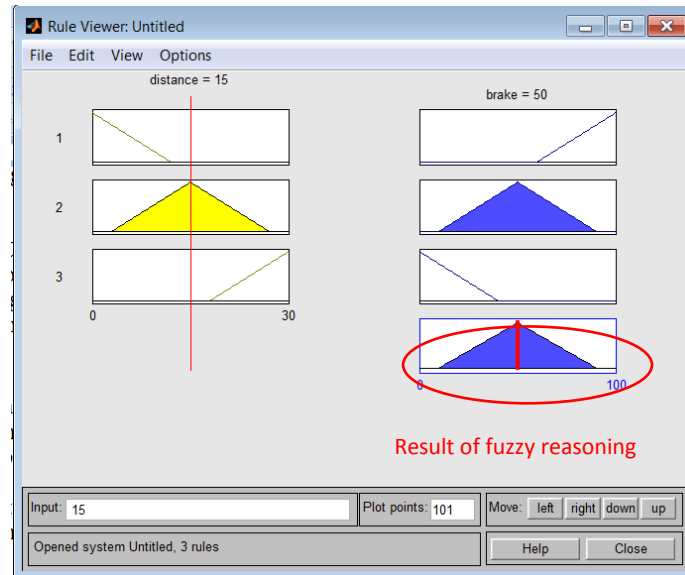 Rule Viewer: Untitled
File Edit View Options
distance = 15
brake = 50
1
2
3
0 30
0 100
Result of fuzzy reasoning
Input: 15 Plot points: 101 Move: left right down up
Opened system Untitled, 3 rules Help Close